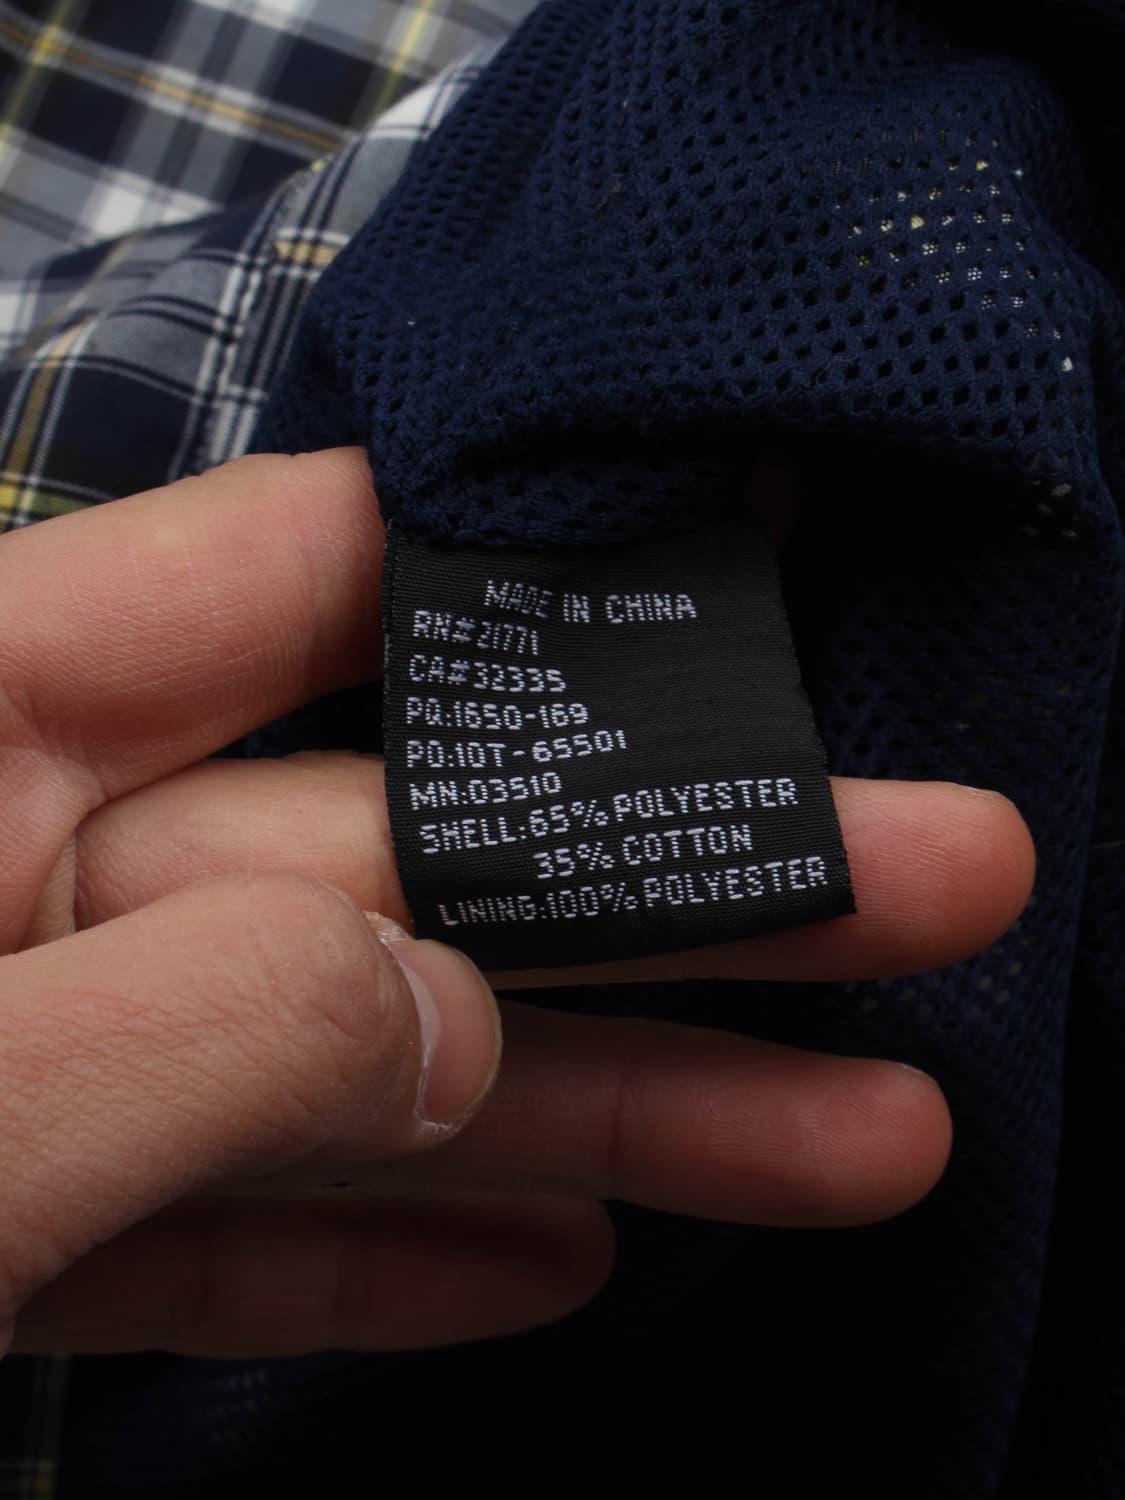 MADE IN CHINA
RN#21771
CA#32335
PQ:1650-169
PO:10T-65501
MN:03510
SHELL:65% POLYESTER
35% COTTON
LINING:100% POLYESTER